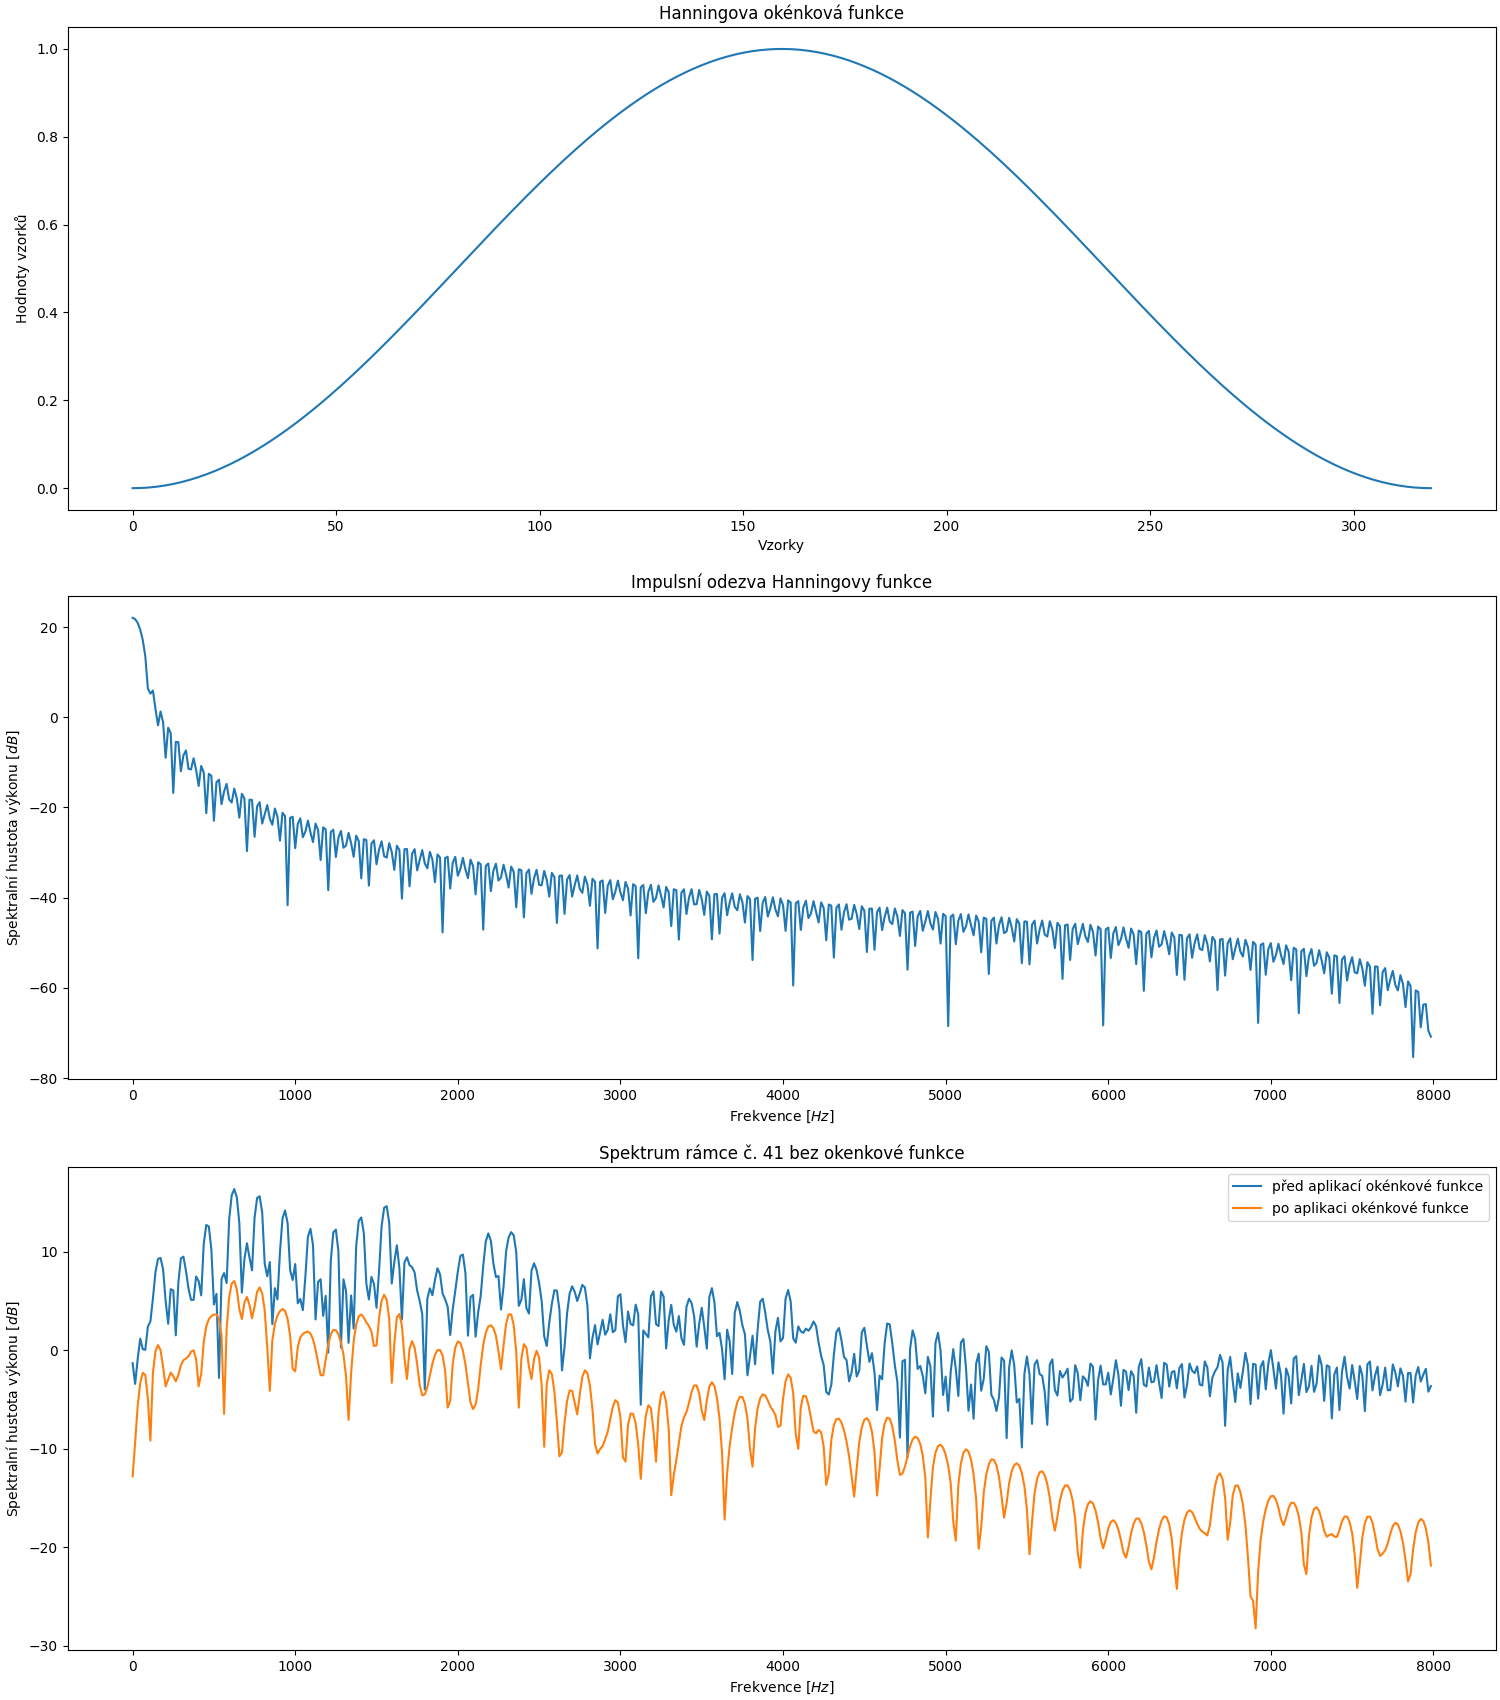 Hanningova okénková funkce
1.0
0.8
0.6
0.4
0.2
0.0
Hodnoty vzorků
0 50 100 150 200 250 300
Vzorky
Impulsní odezva Hanningovy funkce
20
0
−20
−40
−60
−80
Spektralní hustota výkonu [dB]
0 1000 2000 3000 4000 5000 6000 7000 8000
Frekvence [Hz]
Spektrum rámce č. 41 bez okenkové funkce
před aplikací okénkové funkce
po aplikaci okénkové funkce
10
0
−10
−20
−30
Spektralní hustota výkonu [dB]
0 1000 2000 3000 4000 5000 6000 7000 8000
Frekvence [Hz]